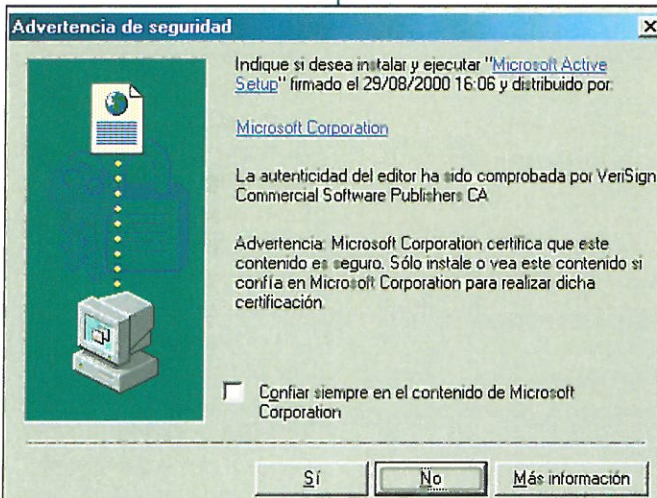 Advertencia de seguridad
Indique si desea instalar y ejecutar "Microsoft Active
Setup" firmado el 29/08/2000 16:06 y distribuido por:
Microsoft Corporation
La autenticidad del editor ha sido comprobada por VeriSign
Commercial Software Publishers CA
Advertencia: Microsoft Corporation certifica que este
contenido es seguro. Sólo instale o vea este contenido si
confía en Microsoft Corporation para realizar dicha
certificación.
Confiar siempre en el contenido de Microsoft
Corporation
Sí
No
Más información